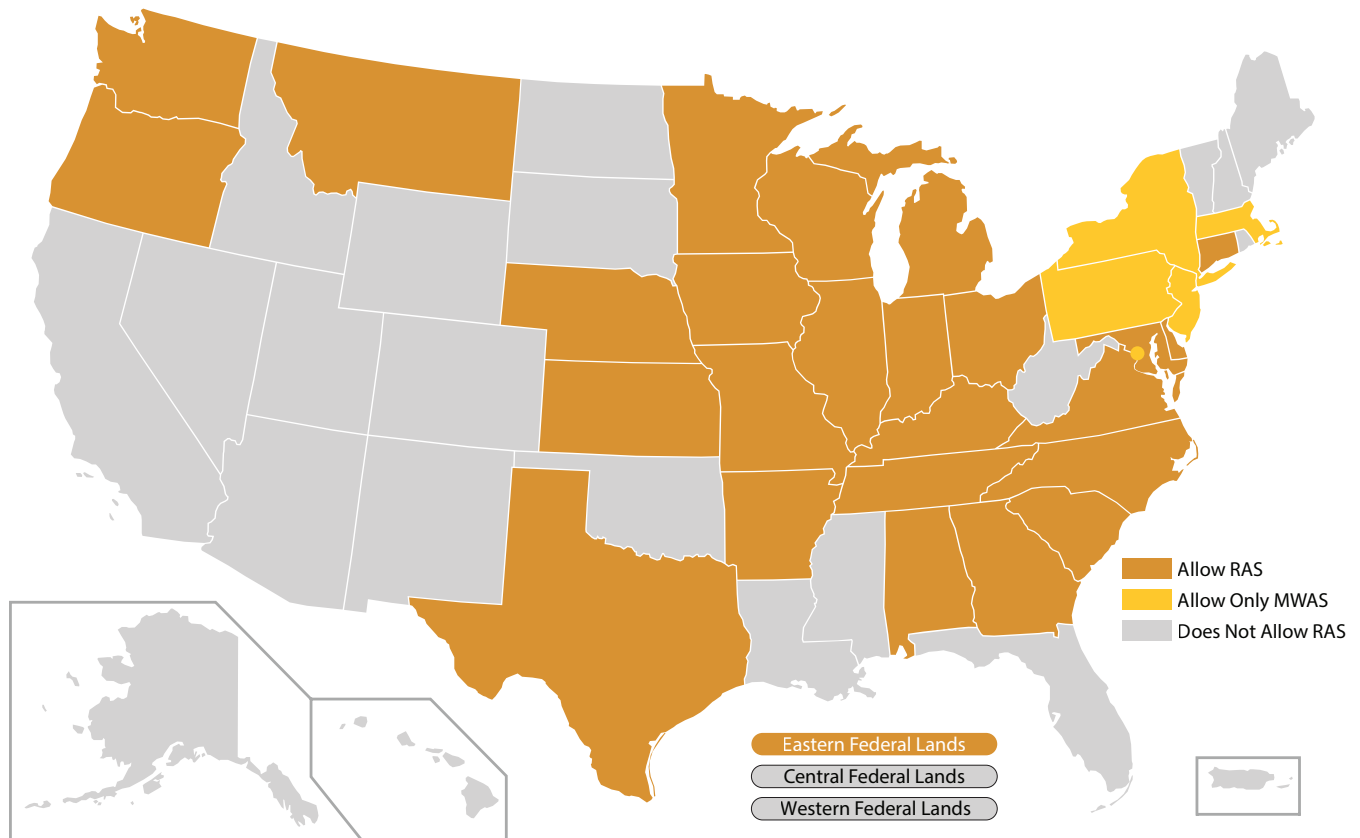 Allow RAS
Allow Only MWAS
Does Not Allow RAS
Eastern Federal Lands
Central Federal Lands
Western Federal Lands